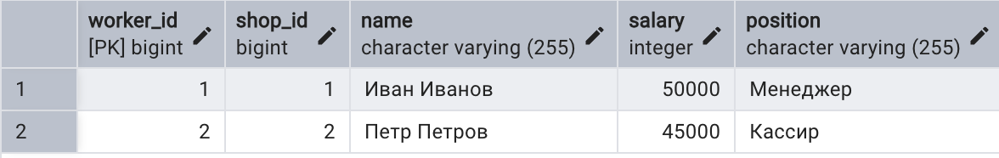 worker_id shop_id name salary position
[PK] bigint bigint character varying (255) integer character varying (255)
1 1 1 Иван Иванов 50000 Менеджер
2 2 2 Петр Петров 45000 Кассир